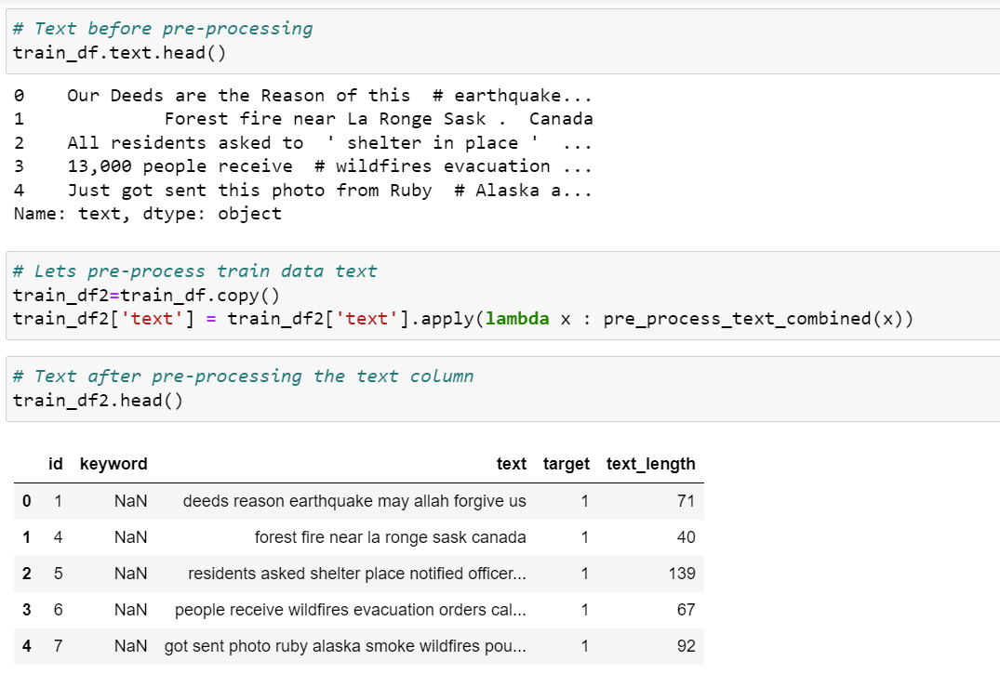 # Text before pre-processing
train_df.text.head()
0    Our Deeds are the Reason of this  # earthquake...
1             Forest fire near La Ronge Sask .  Canada
2    All residents asked to  ' shelter in place '  ...
3    13,000 people receive  # wildfires evacuation ...
4    Just got sent this photo from Ruby  # Alaska a...
Name: text, dtype: object
# Lets pre-process train data text
train_df2=train_df.copy()
train_df2['text'] = train_df2['text'].apply(lambda x : pre_process_text_combined(x))
# Text after pre-processing the text column
train_df2.head()
id keyword text target text_length
0 1 NaN deeds reason earthquake may allah forgive us 1 71
1 4 NaN forest fire near la ronge sask canada 1 40
2 5 NaN residents asked shelter place notified officer... 1 139
3 6 NaN people receive wildfires evacuation orders cal... 1 67
4 7 NaN got sent photo ruby alaska smoke wildfires pou... 1 92